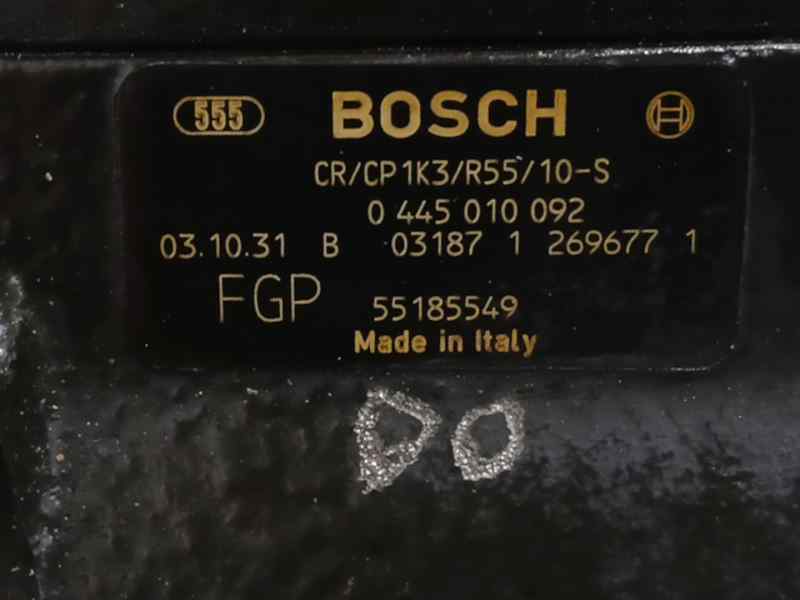 555 BOSCH
CR/CP1K3/R55/10-S
0 445 010 092
03.10.31 B 03187 1 269677 1
FGP 55185549
Made in Italy
DO